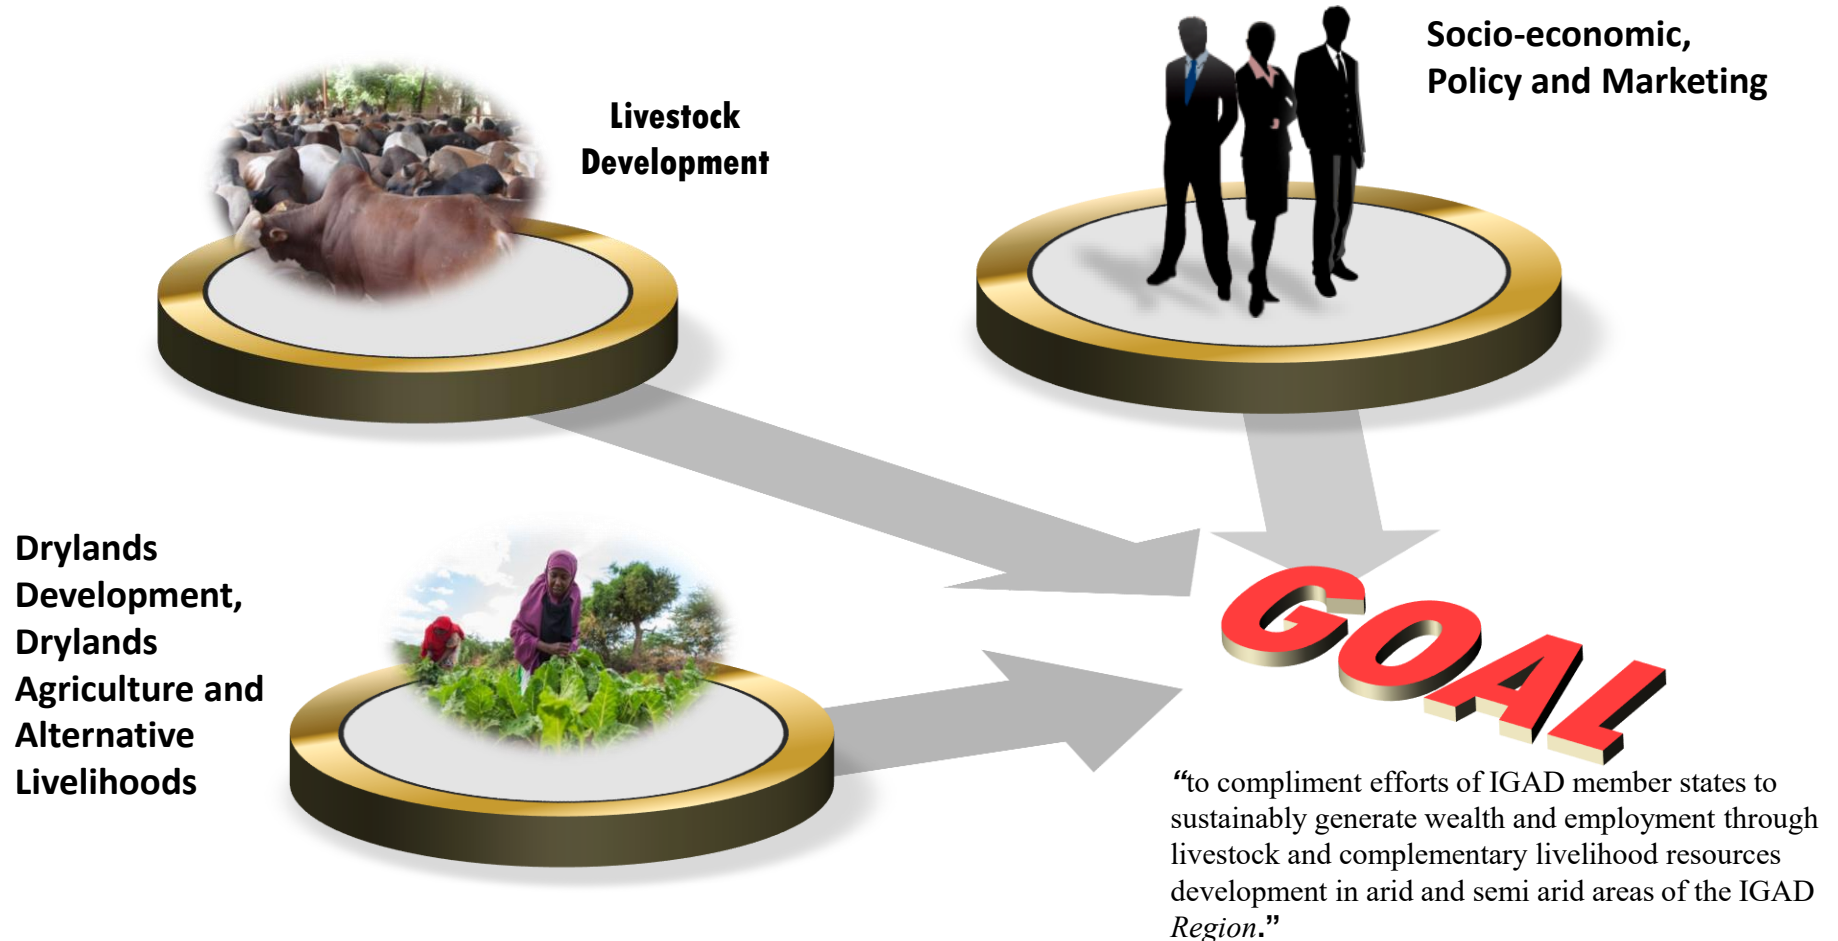 Livestock
Development
Socio-economic,
Policy and Marketing
Drylands
Development,
Drylands
Agriculture and
Alternative
Livelihoods
GOAL
“to compliment efforts of IGAD member states to
sustainably generate wealth and employment through
livestock and complementary livelihood resources
development in arid and semi arid areas of the IGAD
Region.”